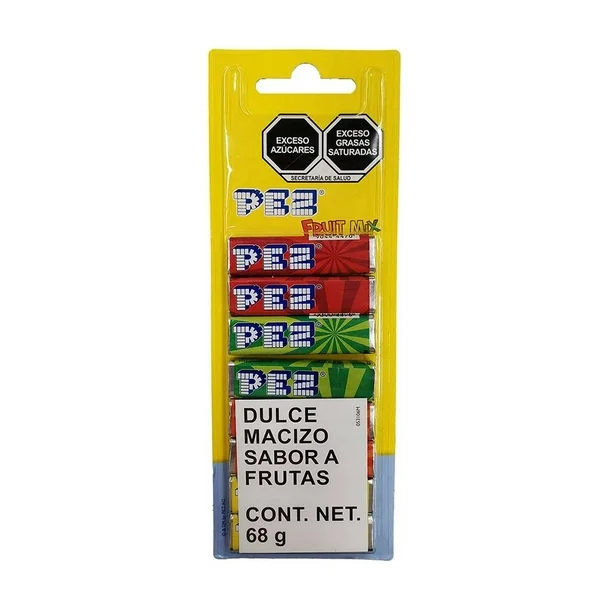 EXCESO
AZÚCARES
EXCESO
GRASAS
SATURADAS
SECRETARÍA DE SALUD
PEZ®
FRUIT MIX
PEZ®
PEZ
PEZ®
PEZ®
DULCE
MACIZO
SABOR A
FRUTAS
CONT. NET.
68 g